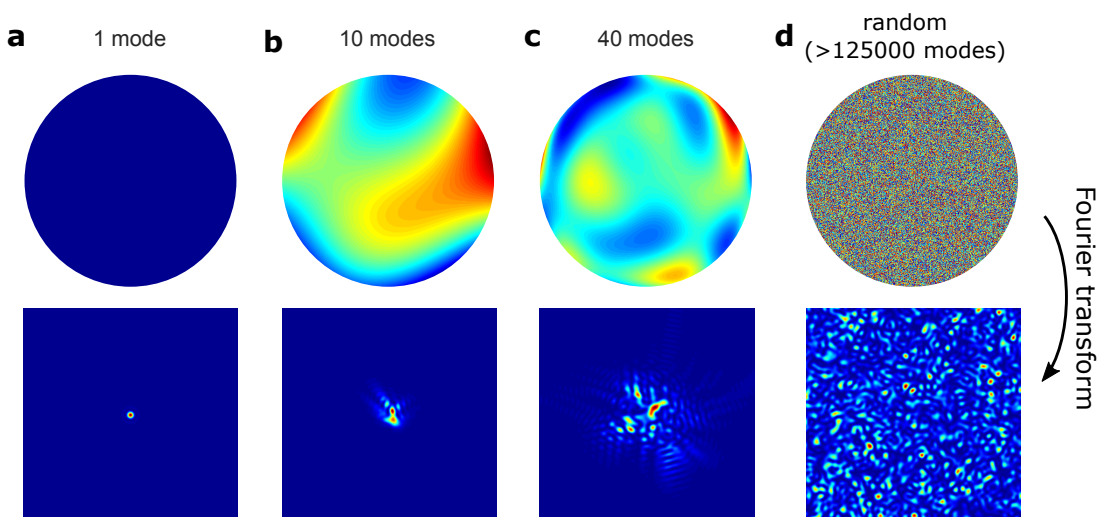 a
1 mode
b
10 modes
c
40 modes
d
random
(>125000 modes)
Fourier transform